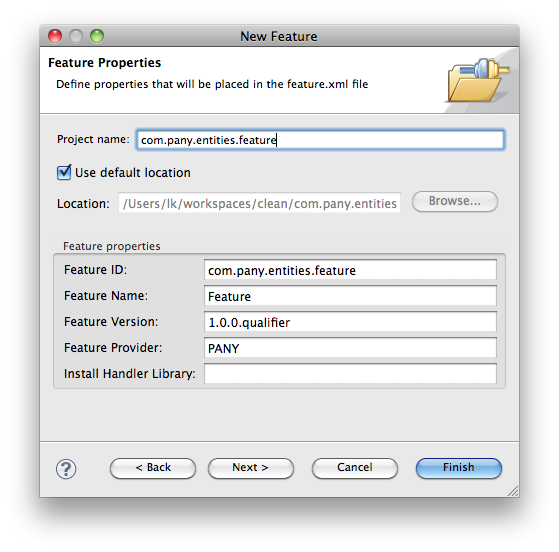 New Feature
Feature Properties
Define properties that will be placed in the feature.xml file
Project name: com.pany.entities.feature
Use default location
Location: /Users/lk/workspaces/clean/com.pany.entities Browse...
Feature properties
Feature ID: com.pany.entities.feature
Feature Name: Feature
Feature Version: 1.0.0.qualifier
Feature Provider: PANY
Install Handler Library:
? < Back Next > Cancel Finish